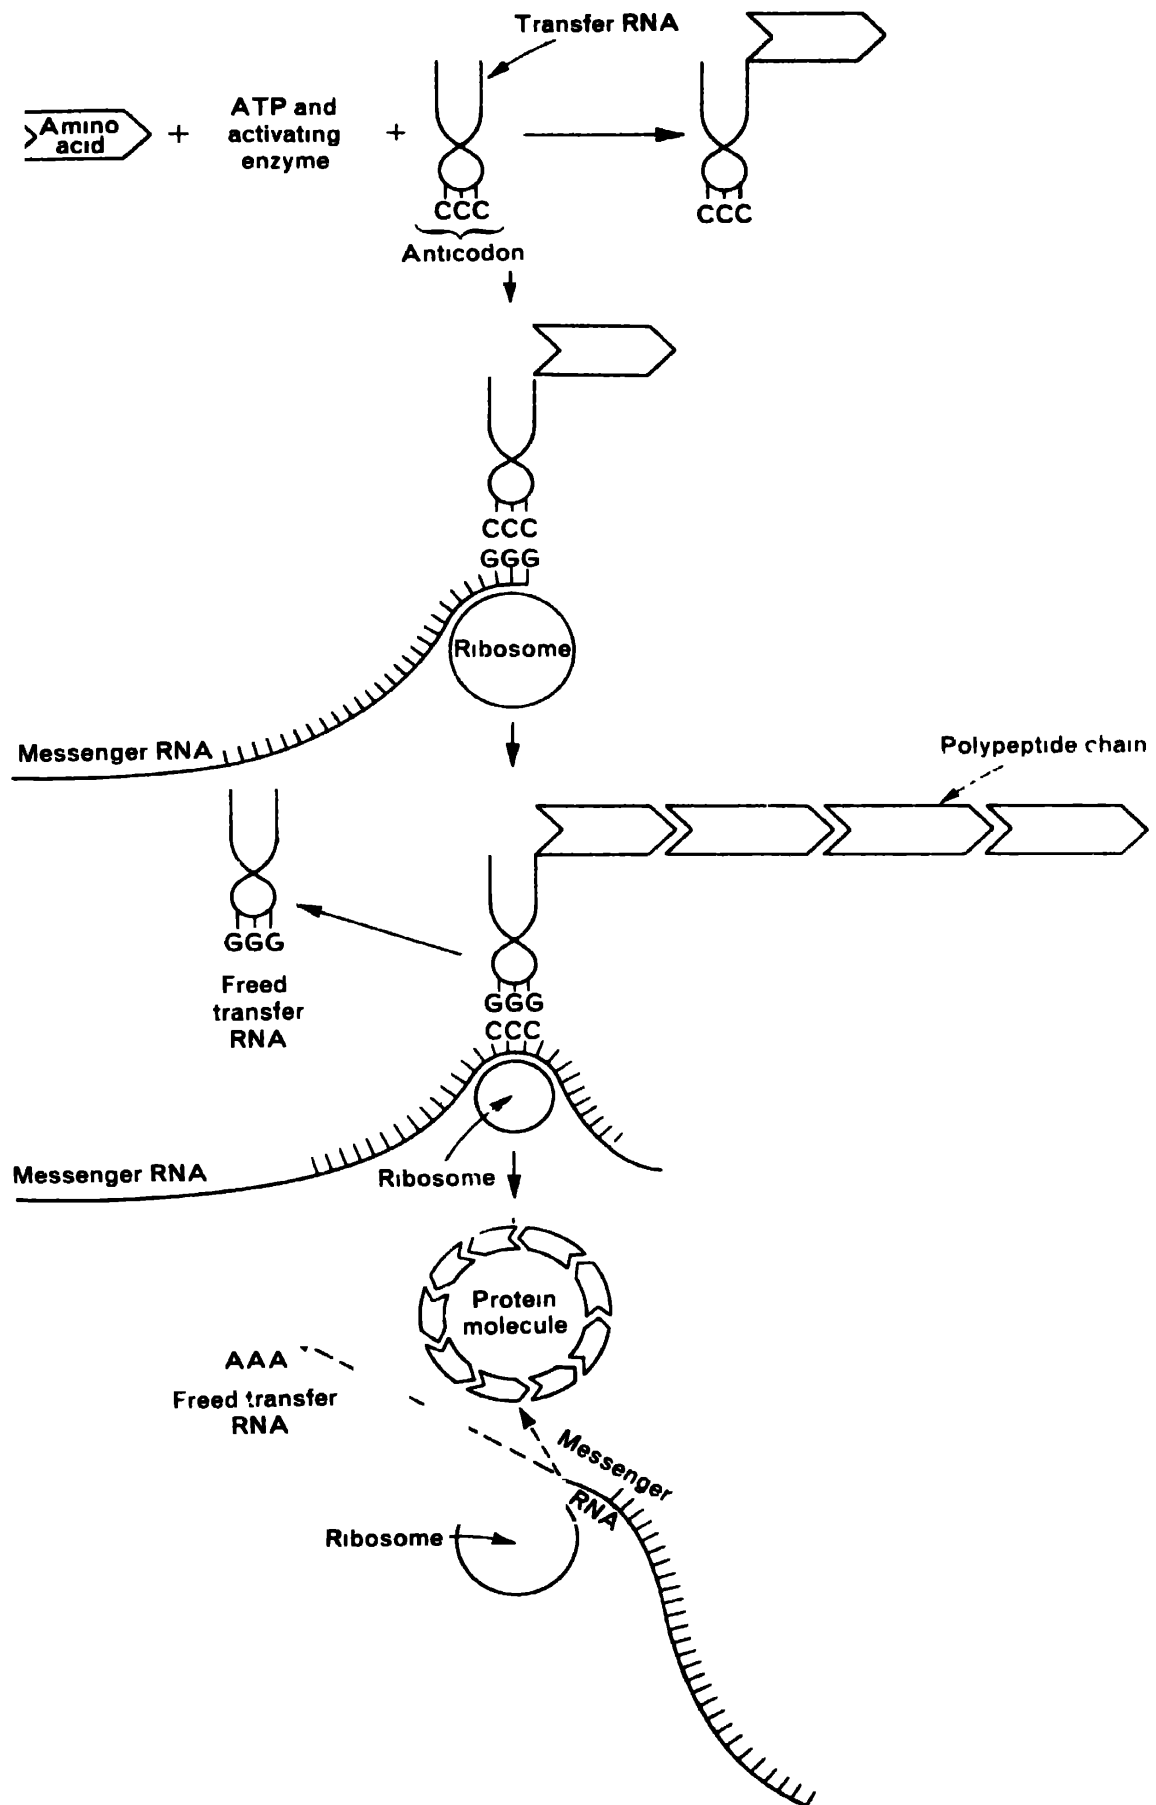 Transfer RNA
Amino
acid
+
ATP and
activating
enzyme
+
CCC
Anticodon
CCC
CCC
GGG
Ribosome
Messenger RNA
Polypeptide chain
GGG
Freed
transfer
RNA
GGG
CCC
Messenger RNA
Ribosome
Protein
molecule
AAA
Freed transfer
RNA
Messenger
RNA
Ribosome